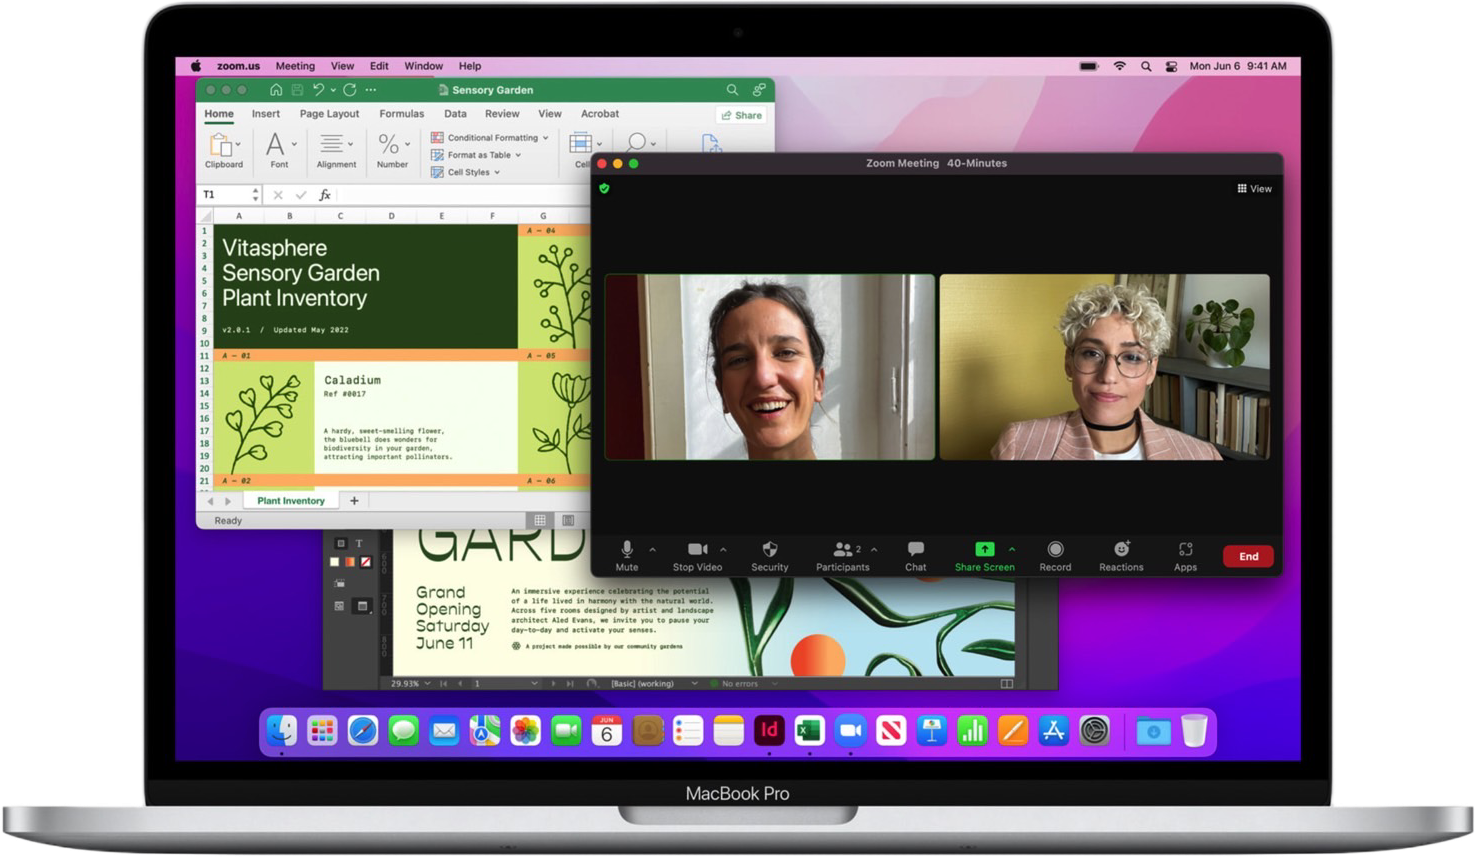 zoom.us Meeting View Edit Window Help Mon Jun 6 9:41 AM
Sensory Garden
Home Insert Page Layout Formulas Data Review View Acrobat Share
Clipboard Font Alignment Number
Conditional Formatting
Format as Table
Cell Styles
Cel
T1 fx
A B C D E F G
1
2
3
4
5
6
7
8
9
10
11
12
13
14
15
16
17
18
19
20
21
Vitasphere
Sensory Garden
Plant Inventory
v2.0.1 / Updated May 2022
A – 04
A – 01
A – 05
Caladium
Ref #0017
A hardy, sweet-smelling flower,
the bluebell does wonders for
biodiversity in your garden,
attracting important pollinators.
A – 02
A – 06
Plant Inventory +
Ready
Zoom Meeting 40-Minutes
View
Mute Stop Video Security Participants 2 Chat Share Screen Record Reactions Apps End
GARD
Grand
Opening
Saturday
June 11
An immersive experience celebrating the potential
of a life lived in harmony with the natural world.
Across five rooms designed by artist and landscape
architect Aled Evans, we invite you to pause your
day-to-day and activate your senses.
A project made possible by our community gardens
T
29.93% 1 [Basic] (working) No errors
JUN
6
Id
X
MacBook Pro